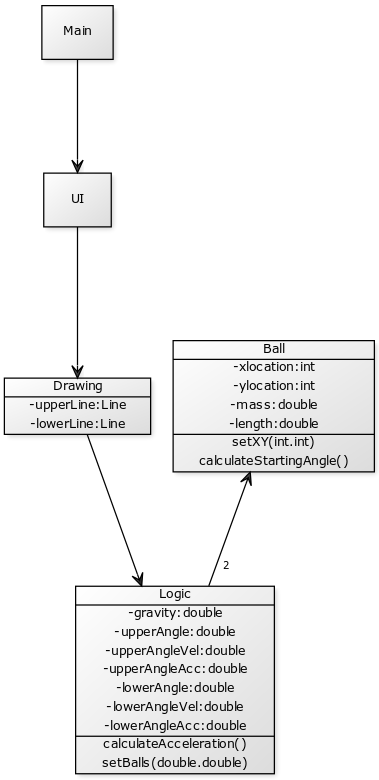 Main
UI
Drawing
-upperLine:Line
-lowerLine:Line
Ball
-xlocation:int
-ylocation:int
-mass:double
-length:double
setXY(int.int)
calculateStartingAngle()
2
Logic
-gravity:double
-upperAngle:double
-upperAngleVel:double
-upperAngleAcc:double
-lowerAngle:double
-lowerAngleVel:double
-lowerAngleAcc:double
calculateAcceleration()
setBalls(double.double)